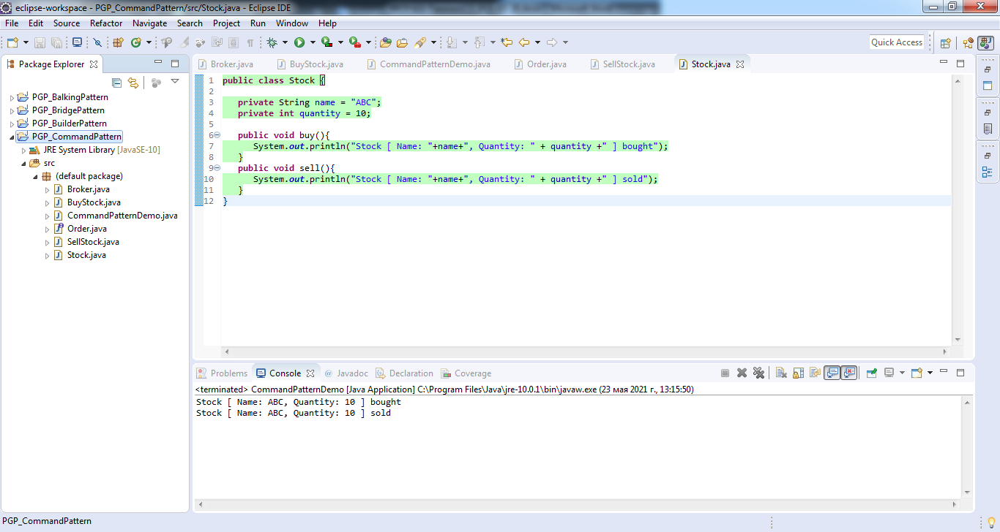 eclipse-workspace - PGP_CommandPattern/src/Stock.java - Eclipse IDE
File Edit Source Refactor Navigate Search Project Run Window Help
Quick Access
Package Explorer
PGP_BalkingPattern
PGP_BridgePattern
PGP_BuilderPattern
PGP_CommandPattern
JRE System Library [JavaSE-10]
src
(default package)
Broker.java
BuyStock.java
CommandPatternDemo.java
Order.java
SellStock.java
Stock.java
Broker.java BuyStock.java CommandPatternDemo.java Order.java SellStock.java Stock.java
1 public class Stock {
2
3 private String name = "ABC";
4 private int quantity = 10;
5
6 public void buy(){
7 System.out.println("Stock [ Name: "+name+", Quantity: " + quantity +" ] bought");
8 }
9 public void sell(){
10 System.out.println("Stock [ Name: "+name+", Quantity: " + quantity +" ] sold");
11 }
12 }
Problems Console @ Javadoc Declaration Coverage
<terminated> CommandPatternDemo [Java Application] C:\Program Files\Java\jre-10.0.1\bin\javaw.exe (23 мая 2021 г., 13:15:50)
Stock [ Name: ABC, Quantity: 10 ] bought
Stock [ Name: ABC, Quantity: 10 ] sold
PGP_CommandPattern